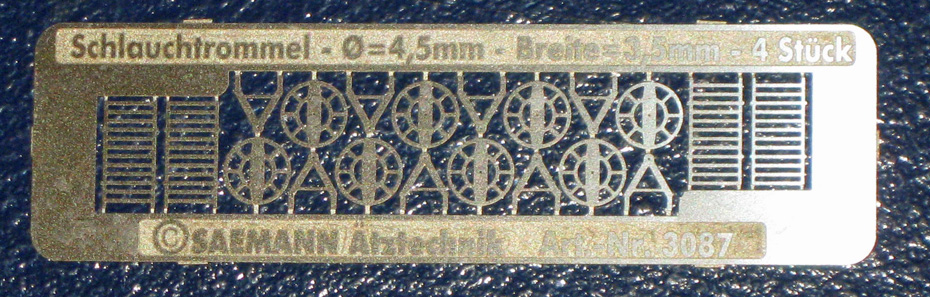 Schlauchtrommel - Ø=4,5mm - Breite=3,5mm - 4 Stück
©SAEMANN Ätztechnik Art.-Nr. 3087